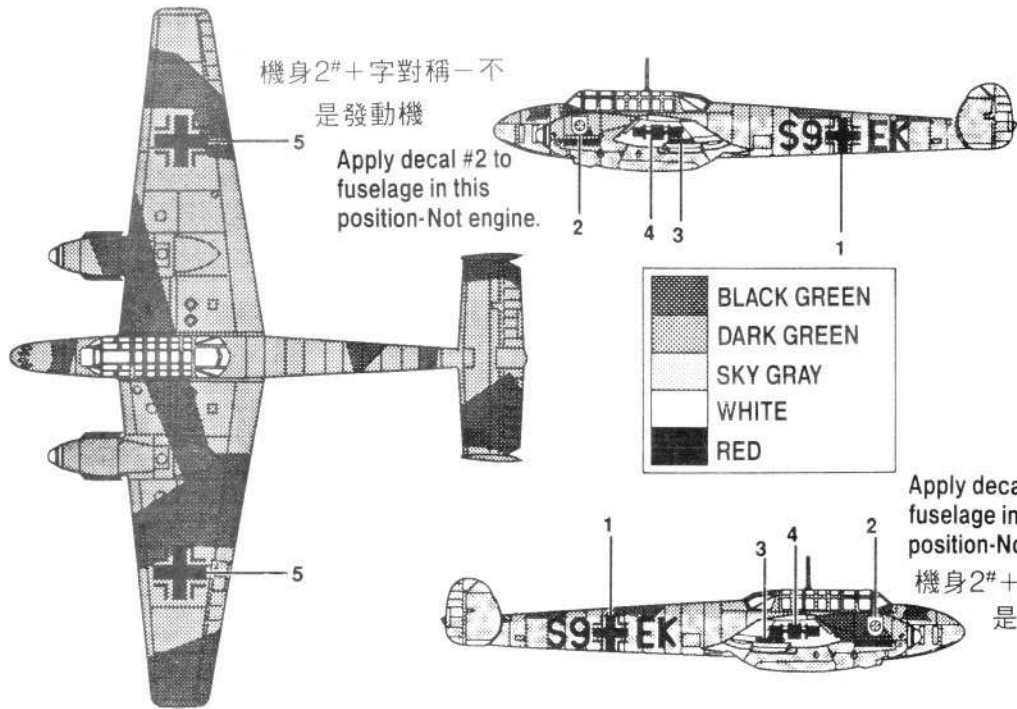 機身2#+字對稱－不
是發動機
5
Apply decal #2 to
fuselage in this
position-Not engine.
S9 EK
2
4
3
1
BLACK GREEN
DARK GREEN
SKY GRAY
WHITE
RED
Apply deca
fuselage in
position-No
機身2#+
是
1
3
4
2
S9 EK
5